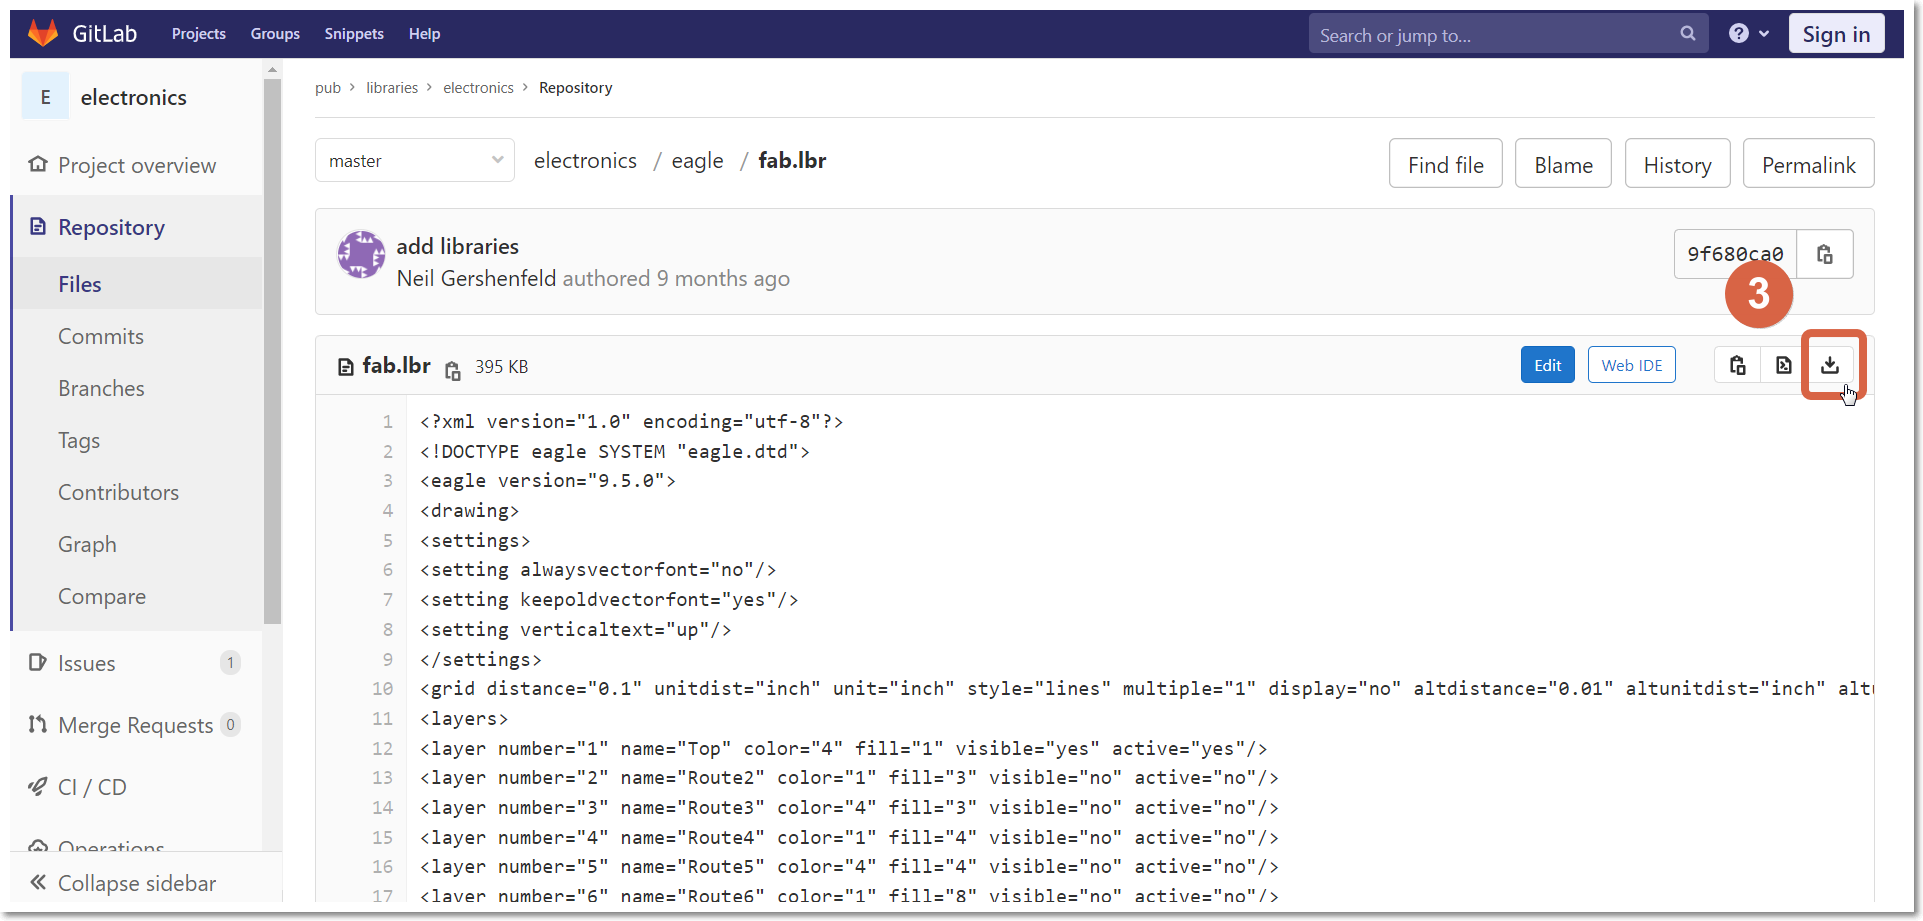 GitLab Projects Groups Snippets Help Search or jump to... Sign in
E electronics
Project overview
Repository
Files
Commits
Branches
Tags
Contributors
Graph
Compare
Issues 1
Merge Requests 0
CI / CD
Operations
Collapse sidebar
pub > libraries > electronics > Repository
master electronics / eagle / fab.lbr Find file Blame History Permalink
add libraries
Neil Gershenfeld authored 9 months ago
9f680ca0
3
fab.lbr 395 KB Edit Web IDE
1 <?xml version="1.0" encoding="utf-8"?>
2 <!DOCTYPE eagle SYSTEM "eagle.dtd">
3 <eagle version="9.5.0">
4 <drawing>
5 <settings>
6 <setting alwaysvectorfont="no"/>
7 <setting keepoldvectorfont="yes"/>
8 <setting verticaltext="up"/>
9 </settings>
10 <grid distance="0.1" unitdist="inch" unit="inch" style="lines" multiple="1" display="no" altdistance="0.01" altunitdist="inch" altu
11 <layers>
12 <layer number="1" name="Top" color="4" fill="1" visible="yes" active="yes"/>
13 <layer number="2" name="Route2" color="1" fill="3" visible="no" active="no"/>
14 <layer number="3" name="Route3" color="4" fill="3" visible="no" active="no"/>
15 <layer number="4" name="Route4" color="1" fill="4" visible="no" active="no"/>
16 <layer number="5" name="Route5" color="4" fill="4" visible="no" active="no"/>
17 <layer number="6" name="Route6" color="1" fill="8" visible="no" active="no"/>